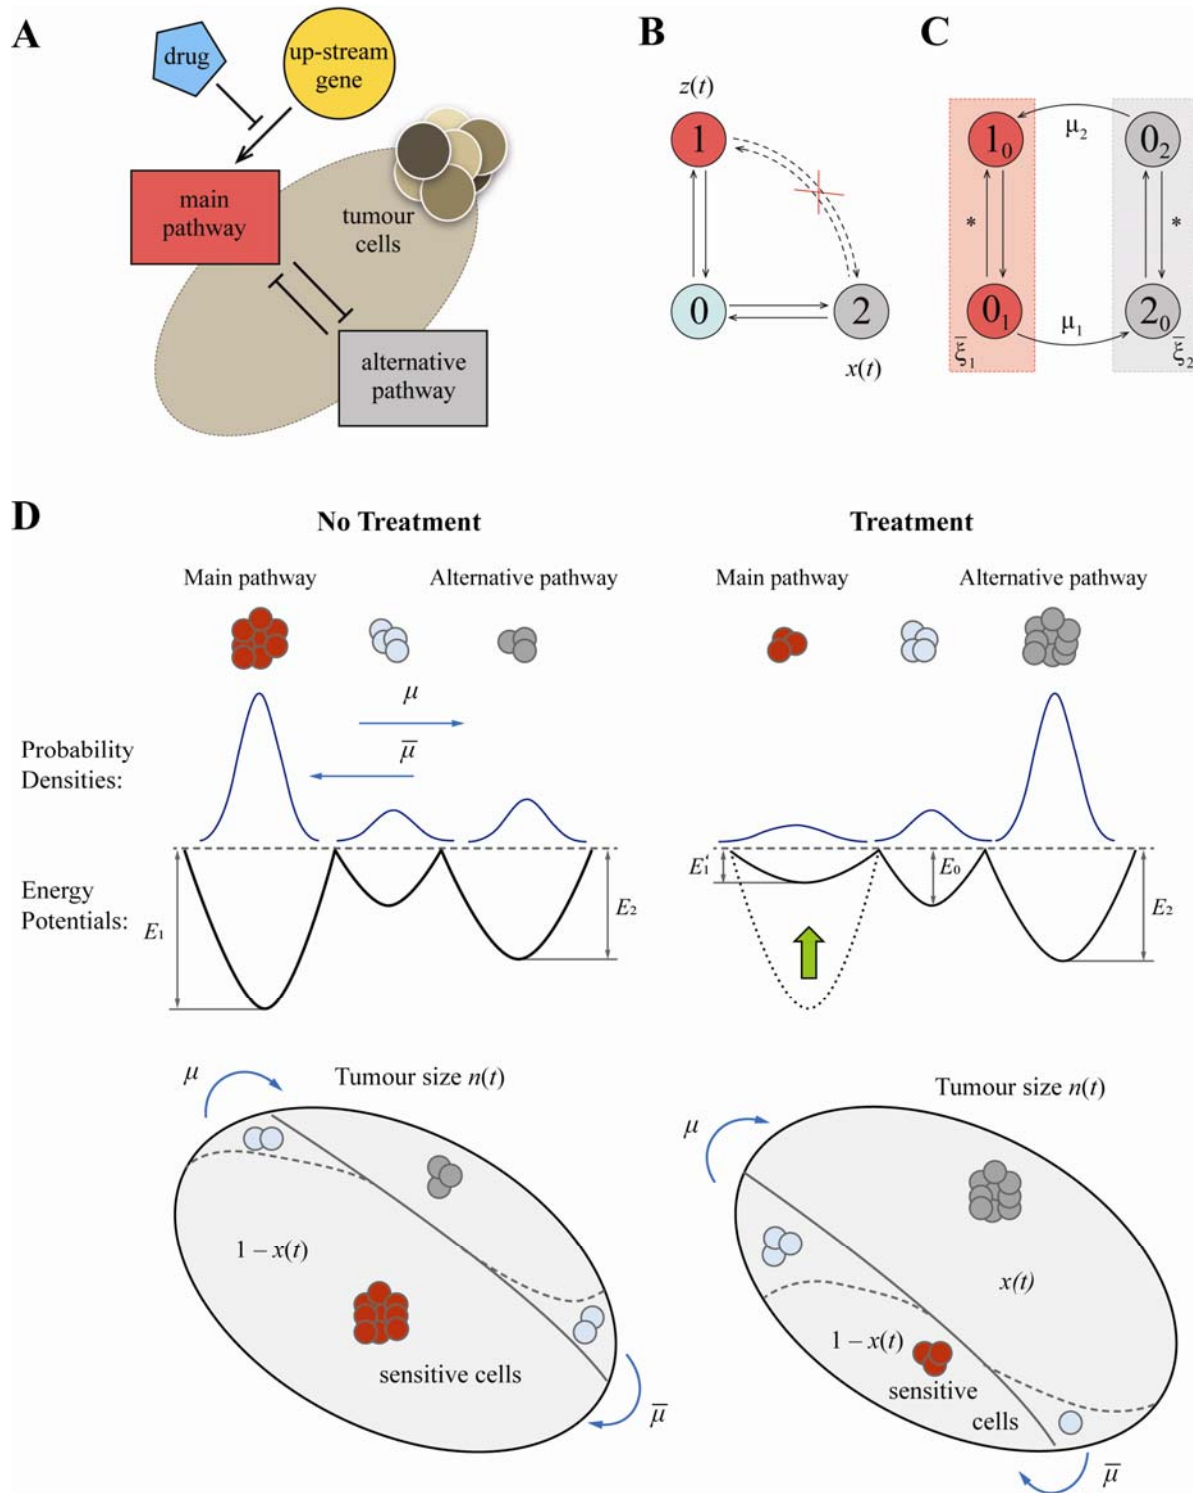 A
drug
up-stream
gene
main
pathway
tumour
cells
alternative
pathway
B
z(t)
1
0
2
x(t)
C
1₀
μ₂
0₂
*
*
0₁
μ₁
2₀
ξ̅₁
ξ̅₂
D
No Treatment
Treatment
Main pathway
Alternative pathway
Main pathway
Alternative pathway
μ
μ̅
Probability
Densities:
Energy
Potentials:
E₁
E₂
E₁'
E₀
E₂
μ
Tumour size n(t)
1 – x(t)
sensitive cells
μ̅
Tumour size n(t)
μ
x(t)
1 – x(t)
sensitive
cells
μ̅